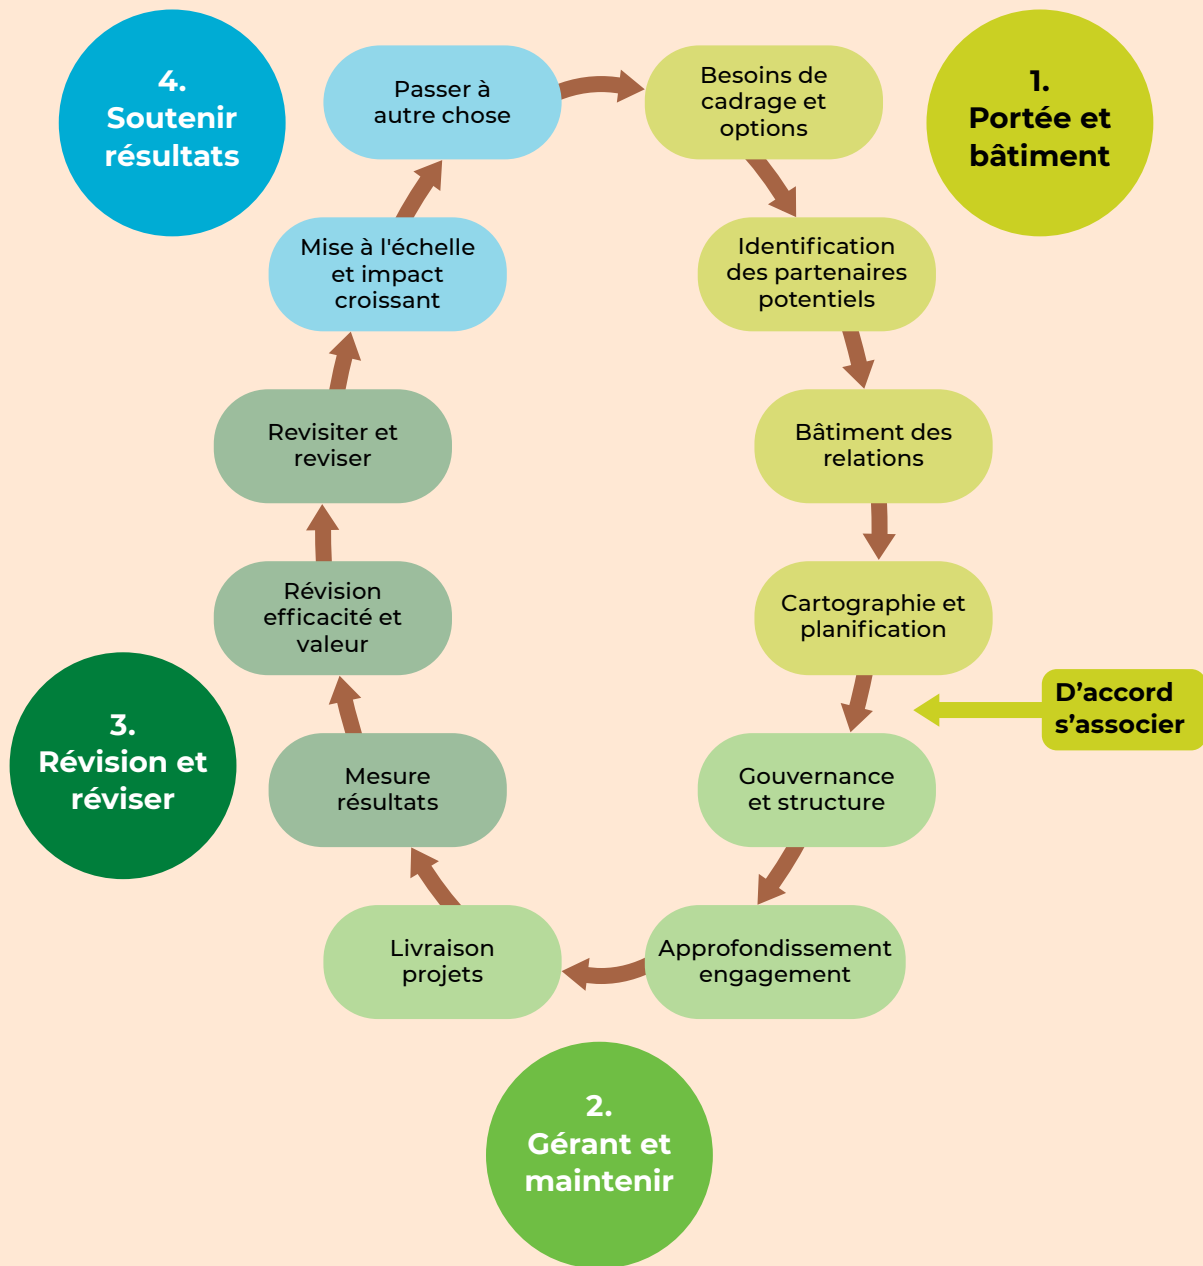 4.
Soutenir
résultats
Passer à
autre chose
Besoins de
cadrage et
options
1.
Portée et
bâtiment
Mise à l'échelle
et impact
croissant
Identification
des partenaires
potentiels
Revisiter et
reviser
Bâtiment des
relations
Révision
efficacité et
valeur
Cartographie et
planification
D’accord
s’associer
3.
Révision et
réviser
Mesure
résultats
Gouvernance
et structure
Livraison
projets
Approfondissement
engagement
2.
Gérant et
maintenir